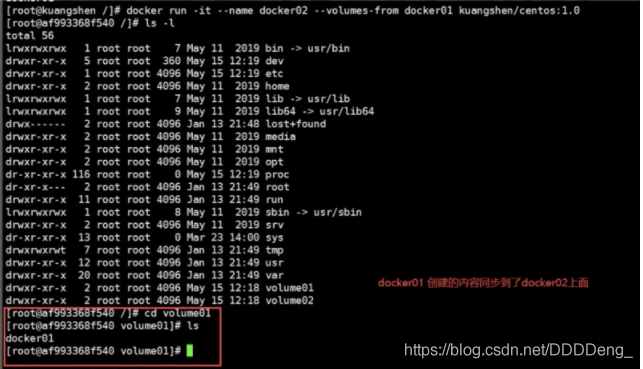 [root@kuangshen /]# docker run -it --name docker02 --volumes-from docker01 kuangshen/centos:1.0
[root@af993368f540 /]# ls -l
total 56
lrwxrwxrwx   1 root root    7 May 11  2019 bin -> usr/bin
drwxr-xr-x   5 root root  360 May 15 12:19 dev
drwxr-xr-x   1 root root 4096 May 15 12:19 etc
drwxr-xr-x   2 root root 4096 May 11  2019 home
lrwxrwxrwx   1 root root    7 May 11  2019 lib -> usr/lib
lrwxrwxrwx   1 root root    9 May 11  2019 lib64 -> usr/lib64
drwx------   2 root root 4096 Jan 13 21:48 lost+found
drwxr-xr-x   2 root root 4096 May 11  2019 media
drwxr-xr-x   2 root root 4096 May 11  2019 mnt
drwxr-xr-x   2 root root 4096 May 11  2019 opt
dr-xr-xr-x 116 root root    0 May 15 12:19 proc
dr-xr-x---   2 root root 4096 Jan 13 21:49 root
drwxr-xr-x  11 root root 4096 Jan 13 21:49 run
lrwxrwxrwx   1 root root    8 May 11  2019 sbin -> usr/sbin
drwxr-xr-x   2 root root 4096 May 11  2019 srv
dr-xr-xr-x  13 root root    0 Mar 23 14:00 sys
drwxrwxrwt   7 root root 4096 Jan 13 21:49 tmp
drwxr-xr-x  12 root root 4096 Jan 13 21:49 usr
drwxr-xr-x  20 root root 4096 Jan 13 21:49 var
drwxr-xr-x   2 root root 4096 May 15 12:18 volume01
drwxr-xr-x   2 root root 4096 May 15 12:18 volume02
docker01 创建的内容同步到了docker02上面
[root@af993368f540 /]# cd volume01
[root@af993368f540 volume01]# ls
docker01
[root@af993368f540 volume01]#
https://blog.csdn.net/DDDDeng_